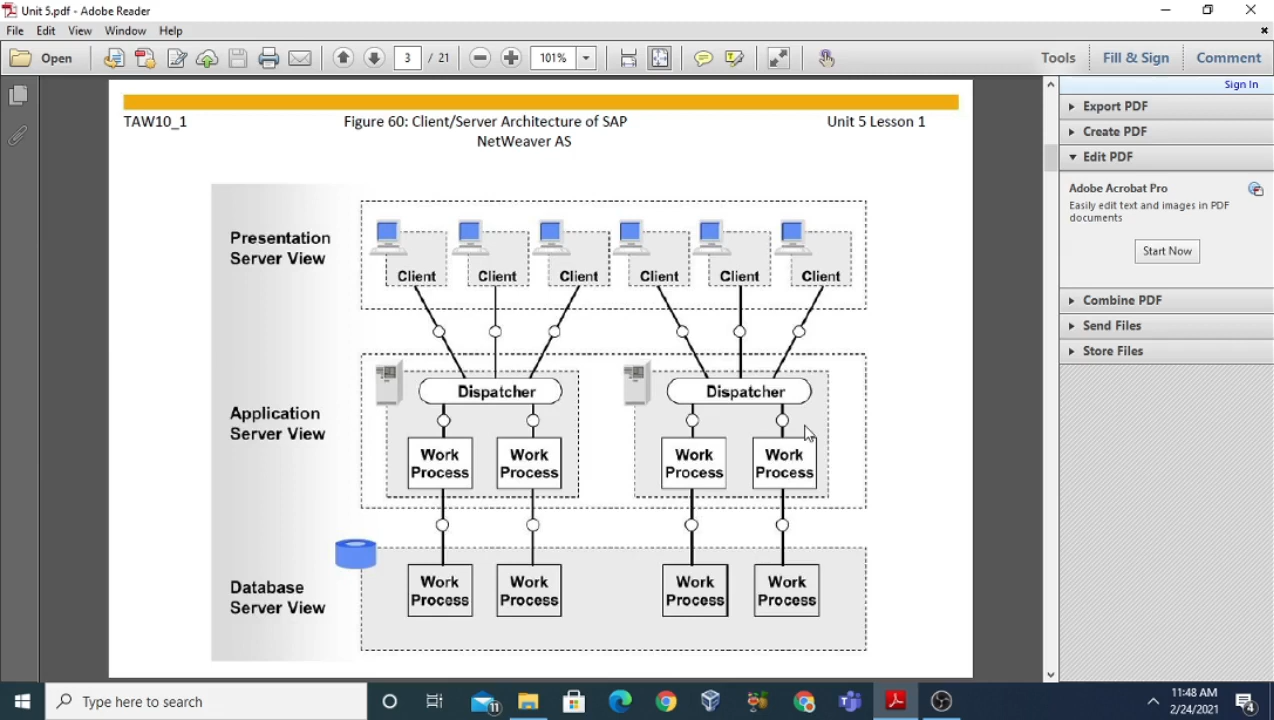 Unit 5.pdf - Adobe Reader
File Edit View Window Help
Open
3 / 21
101%
Tools
Fill & Sign
Comment
Sign In
Export PDF
Create PDF
Edit PDF
Adobe Acrobat Pro
Easily edit text and images in PDF
documents
Start Now
Combine PDF
Send Files
Store Files
TAW10_1
Figure 60: Client/Server Architecture of SAP
NetWeaver AS
Unit 5 Lesson 1
Presentation
Server View
Client Client Client Client Client Client
Application
Server View
Dispatcher Dispatcher
Work Work Work Work
Process Process Process Process
Database
Server View
Work Work Work Work
Process Process Process Process
Type here to search
11
11:48 AM
2/24/2021
4